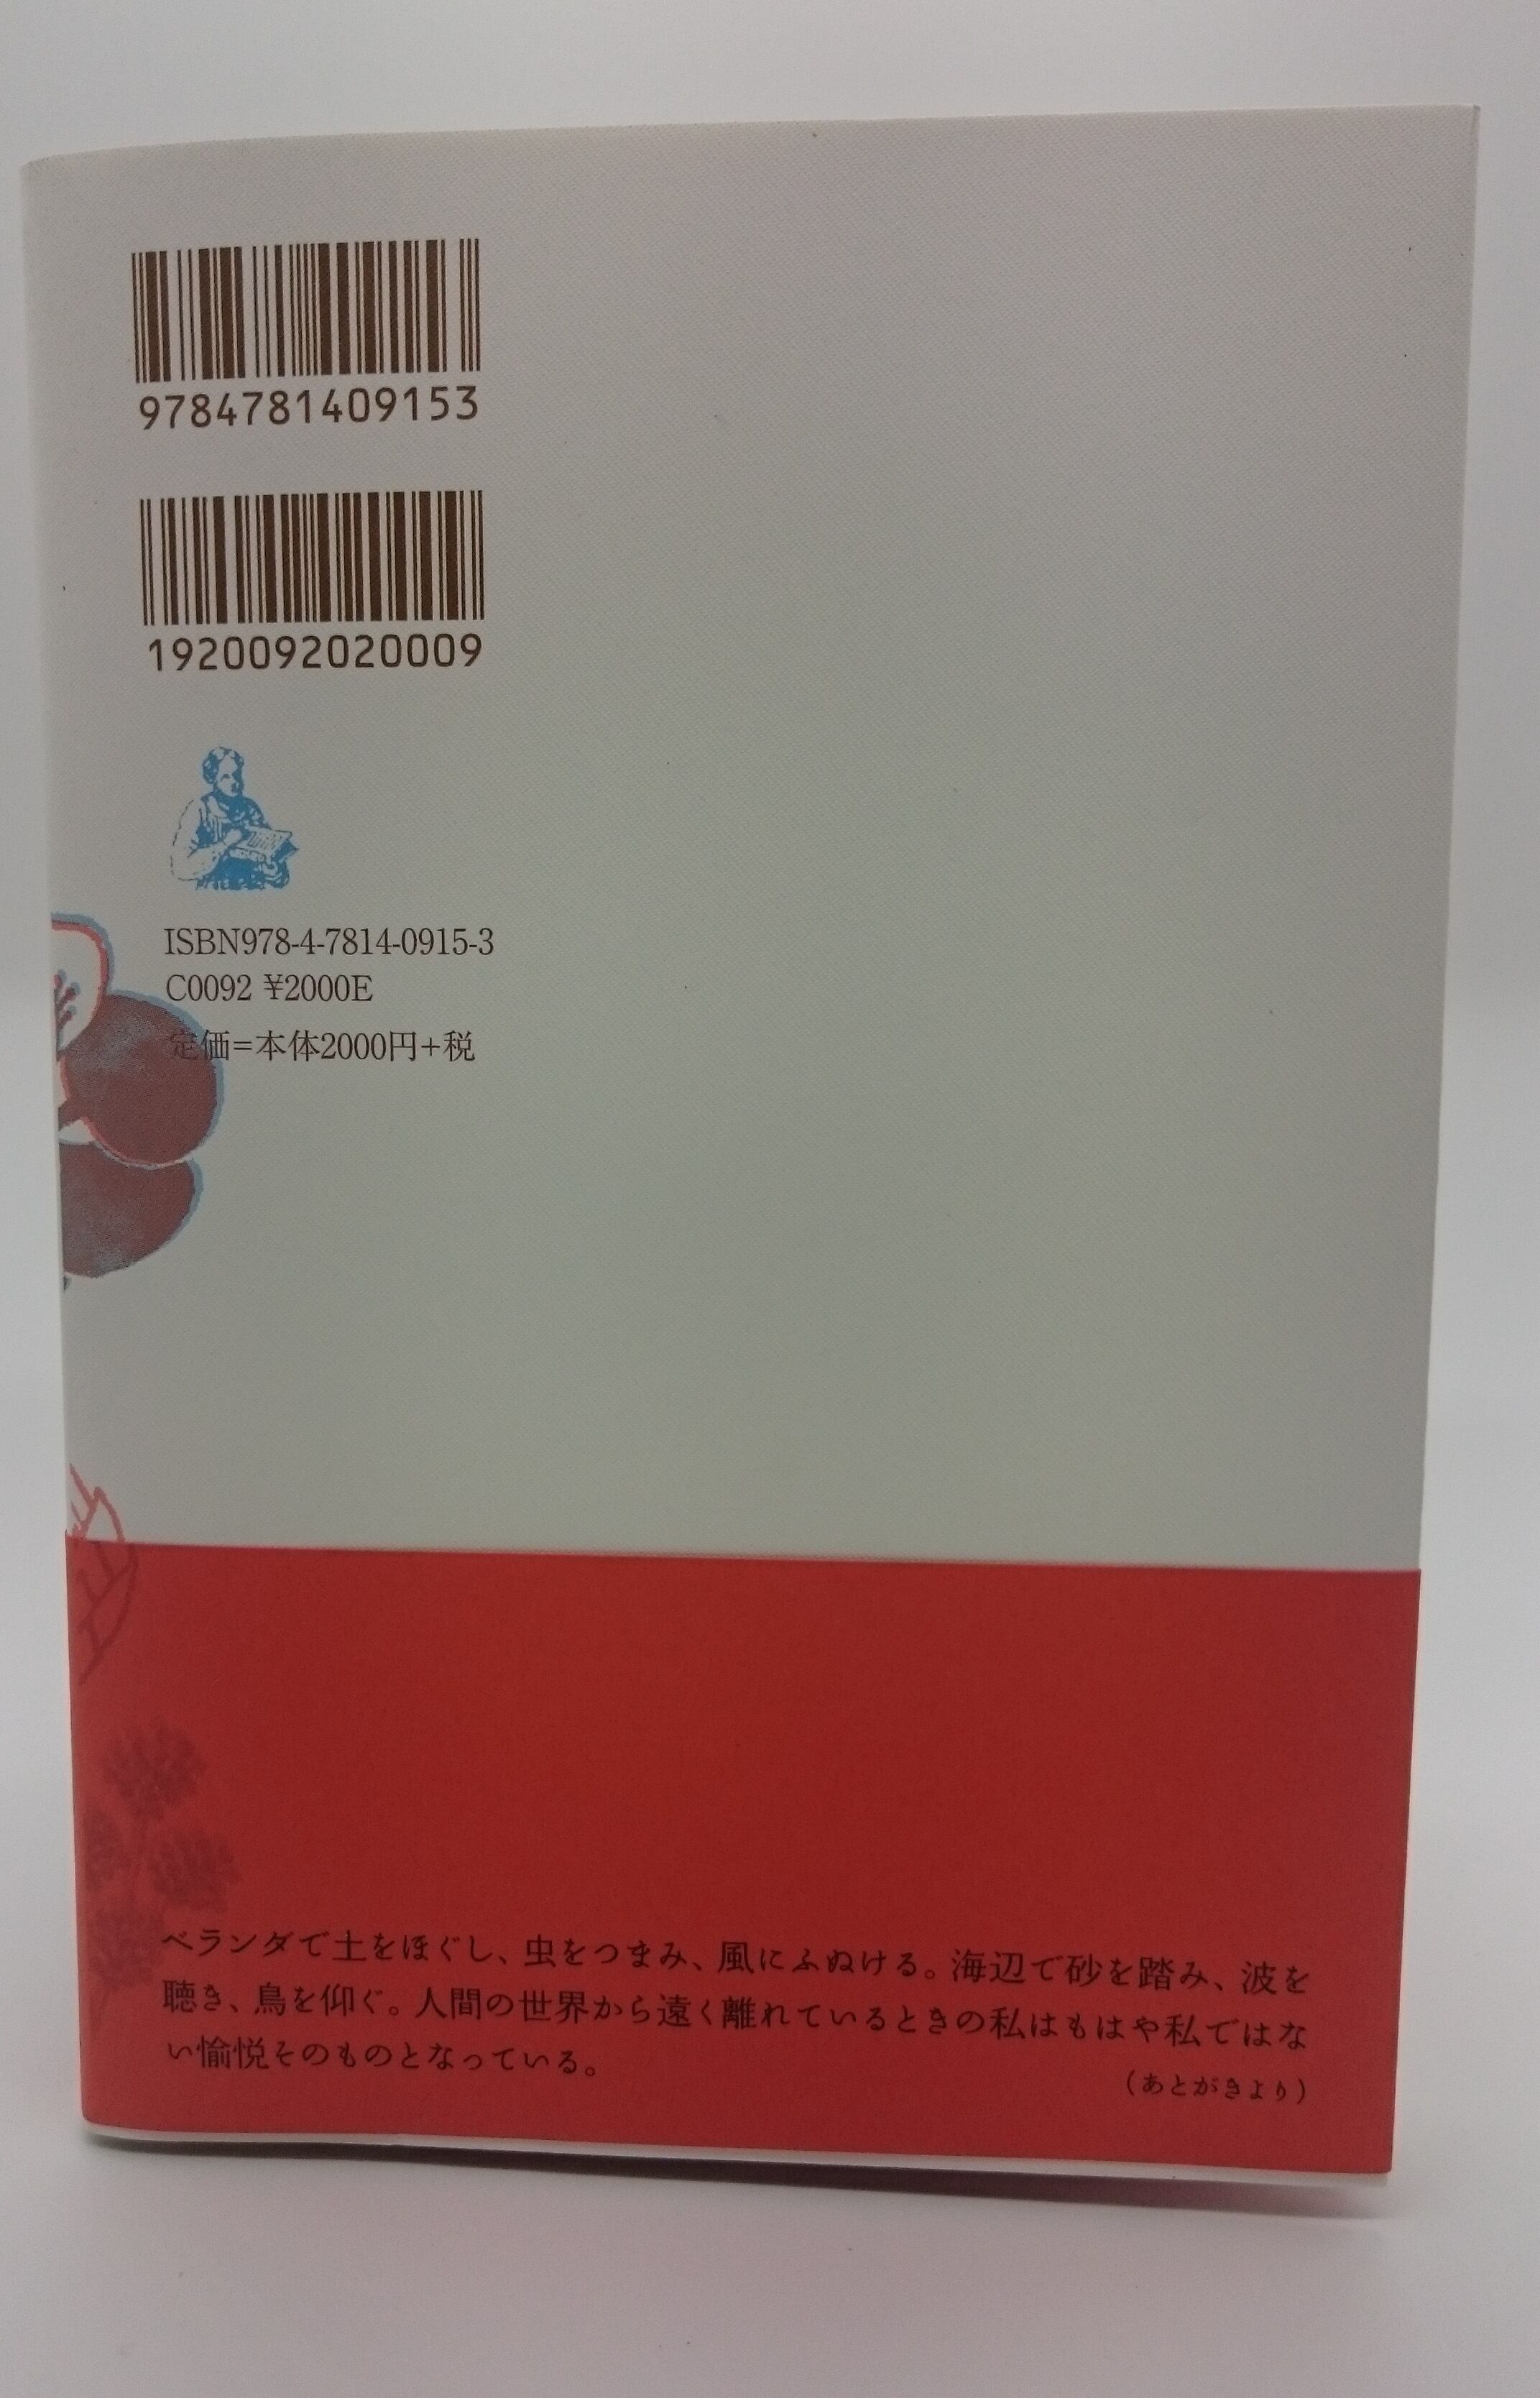 9784781409153
1920092020009
ISBN978-4-7814-0915-3
C0092 ¥2000E
定価=本体2000円+税
ベランダで土をほぐし、虫をつまみ、風にふぬける。海辺で砂を踏み、波を
聴き、鳥を仰ぐ。人間の世界から遠く離れているときの私はもはや私ではな
い愉悦そのものとなっている。
（あとがきより）